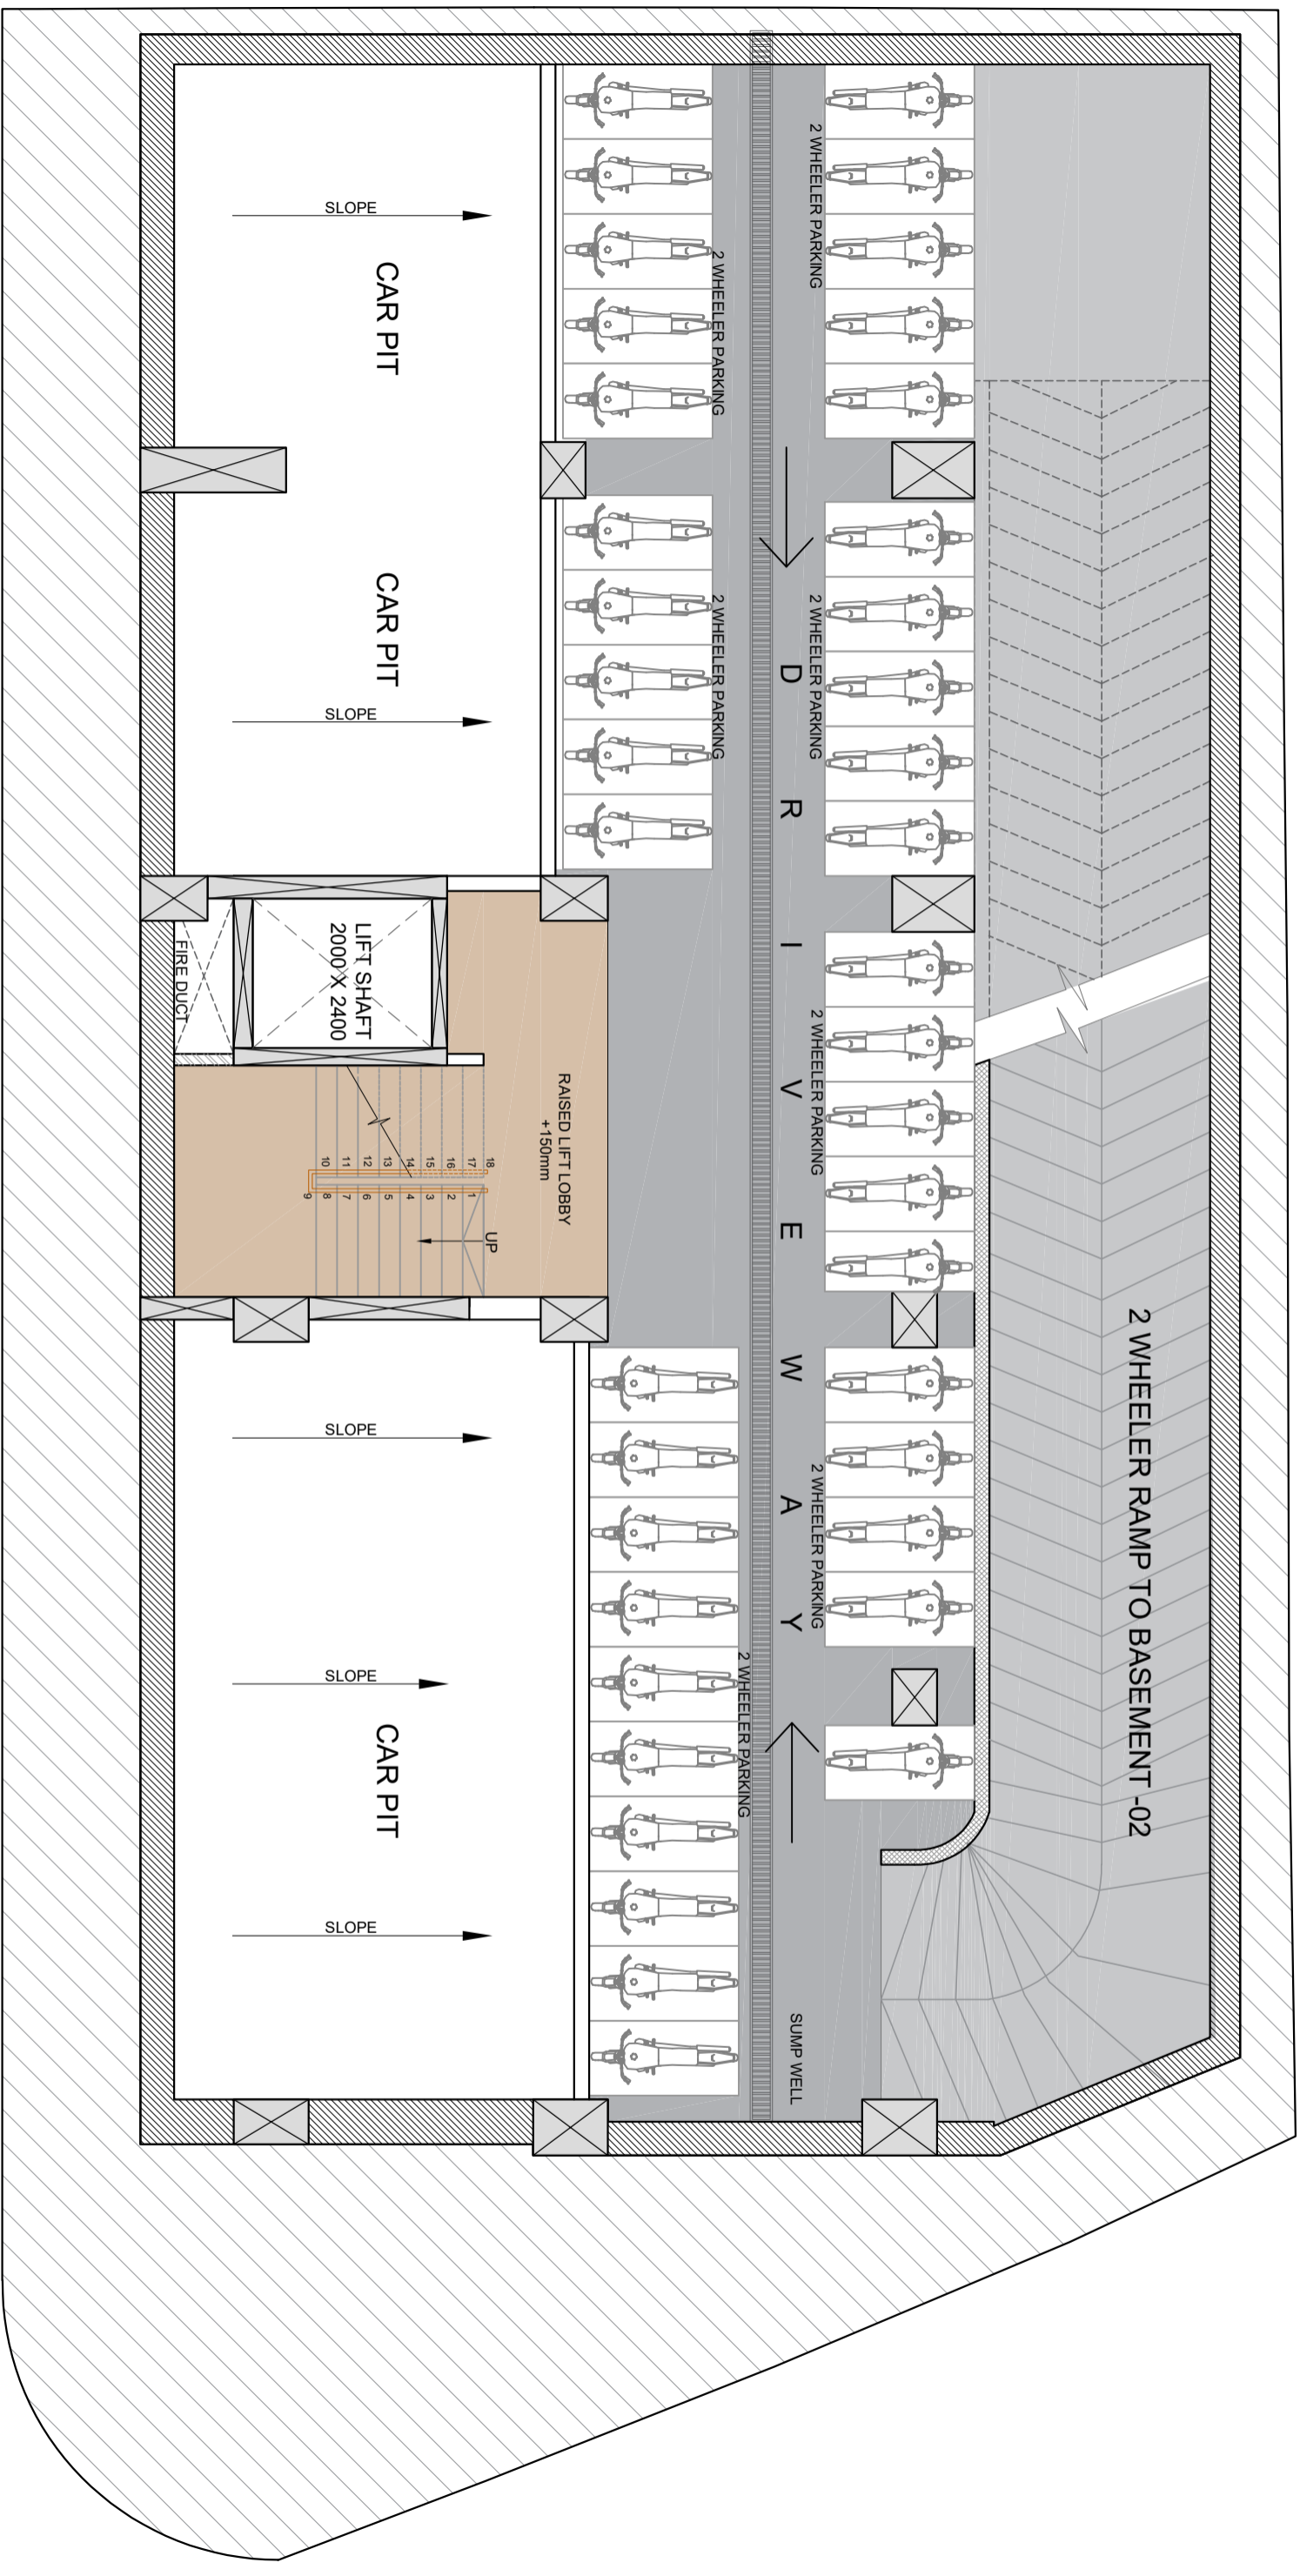 2 WHEELER RAMP TO BASEMENT -02
2 WHEELER PARKING
2 WHEELER PARKING
2 WHEELER PARKING
2 WHEELER PARKING
D R I V E W A Y
SUMP WELL
2 WHEELER PARKING
2 WHEELER PARKING
2 WHEELER PARKING
RAISED LIFT LOBBY
+150mm
UP
18
17
16
15
14
13
12
11
10
1
2
3
4
5
6
7
8
9
SLOPE
CAR PIT
CAR PIT
SLOPE
LIFT SHAFT
2000 X 2400
FIRE DUCT
SLOPE
SLOPE
CAR PIT
SLOPE